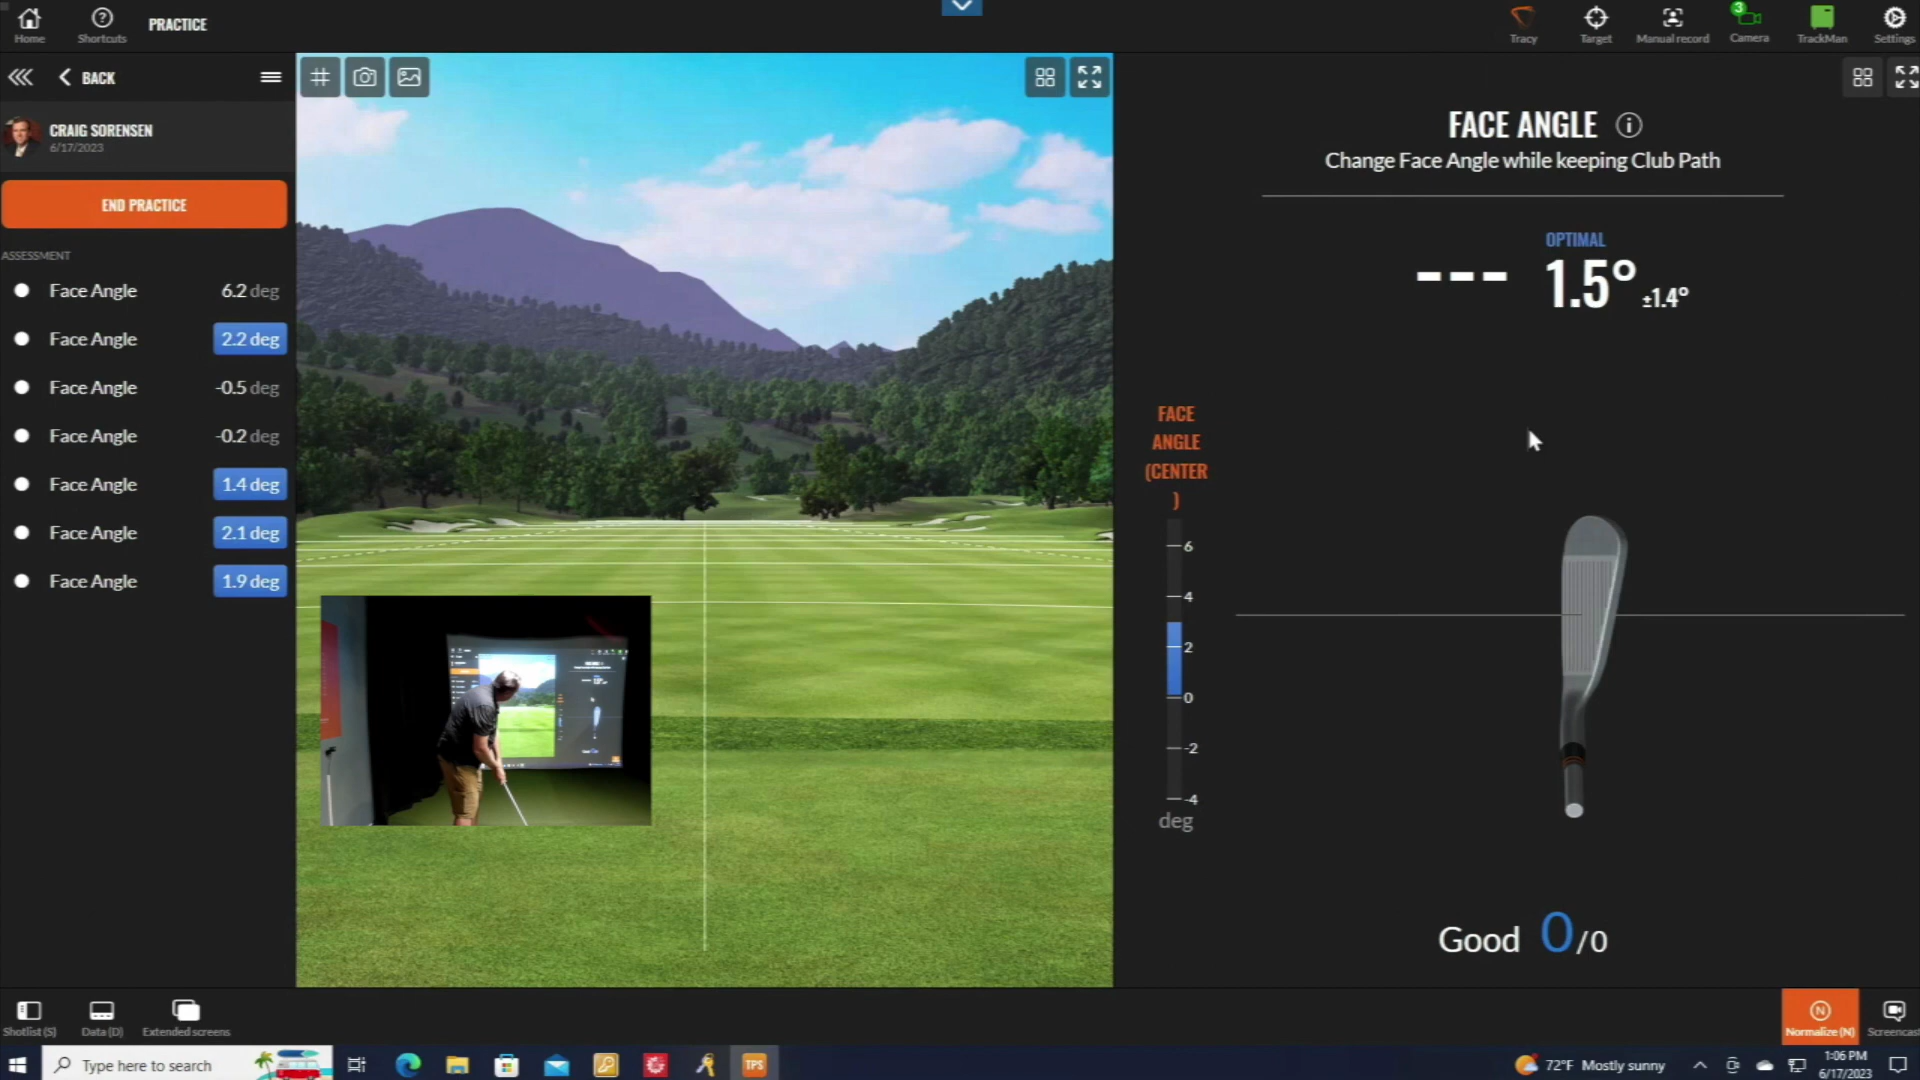 Home
Shortcuts
PRACTICE
Tracy
Target
Manual record
3
Camera
TrackMan
Settings
BACK
CRAIG SORENSEN
6/17/2023
END PRACTICE
ASSESSMENT
Face Angle 6.2 deg
Face Angle 2.2 deg
Face Angle -0.5 deg
Face Angle -0.2 deg
Face Angle 1.4 deg
Face Angle 2.1 deg
Face Angle 1.9 deg
FACE ANGLE
Change Face Angle while keeping Club Path
OPTIMAL
--- 1.5° ±1.4°
FACE
ANGLE
(CENTER
)
6
4
2
0
-2
-4
deg
Good 0/0
Shotlist (S)
Data (D)
Extended screens
N
Normalize (N)
Screencast
Type here to search
TPS
72°F Mostly sunny
1:06 PM
6/17/2023